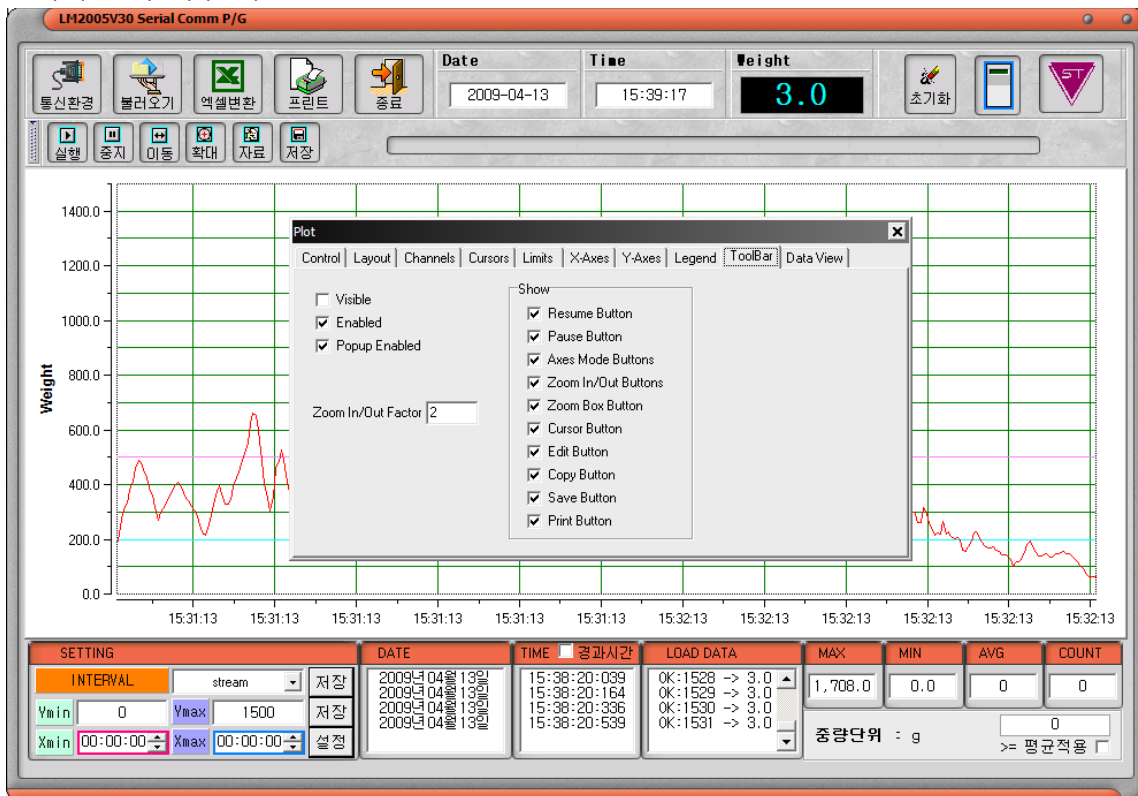 LM2005V30 Serial Comm P/G
통신환경 불러오기 엑셀변환 프린트 종료
Date Time Weight
2009-04-13 15:39:17 3.0
초기화
ST
실행 중지 이동 확대 자료 저장
Weight
1400.0
1200.0
1000.0
800.0
600.0
400.0
200.0
0.0
Plot
Control Layout Channels Cursors Limits X-Axes Y-Axes Legend ToolBar Data View
Visible
Enabled
Popup Enabled
Zoom In/Out Factor 2
Show
Resume Button
Pause Button
Axes Mode Buttons
Zoom In/Out Buttons
Zoom Box Button
Cursor Button
Edit Button
Copy Button
Save Button
Print Button
15:31:13 15:31:13 15:31:13 15:31:13 15:31:13 15:31:13 15:32:13 15:32:13 15:32:13 15:32:13 15:32:13 15:32:13
SETTING DATE TIME 경과시간 LOAD DATA MAX MIN AVG COUNT
INTERVAL stream 저장
Ymin 0 Ymax 1500 저장
Xmin 00:00:00 Xmax 00:00:00 설정
2009년04월13일 15:38:20:039 OK:1528 -> 3.0
2009년04월13일 15:38:20:164 OK:1529 -> 3.0
2009년04월13일 15:38:20:336 OK:1530 -> 3.0
2009년04월13일 15:38:20:539 OK:1531 -> 3.0
1,708.0 0.0 0 0
중량단위 : g
0
>= 평균적용